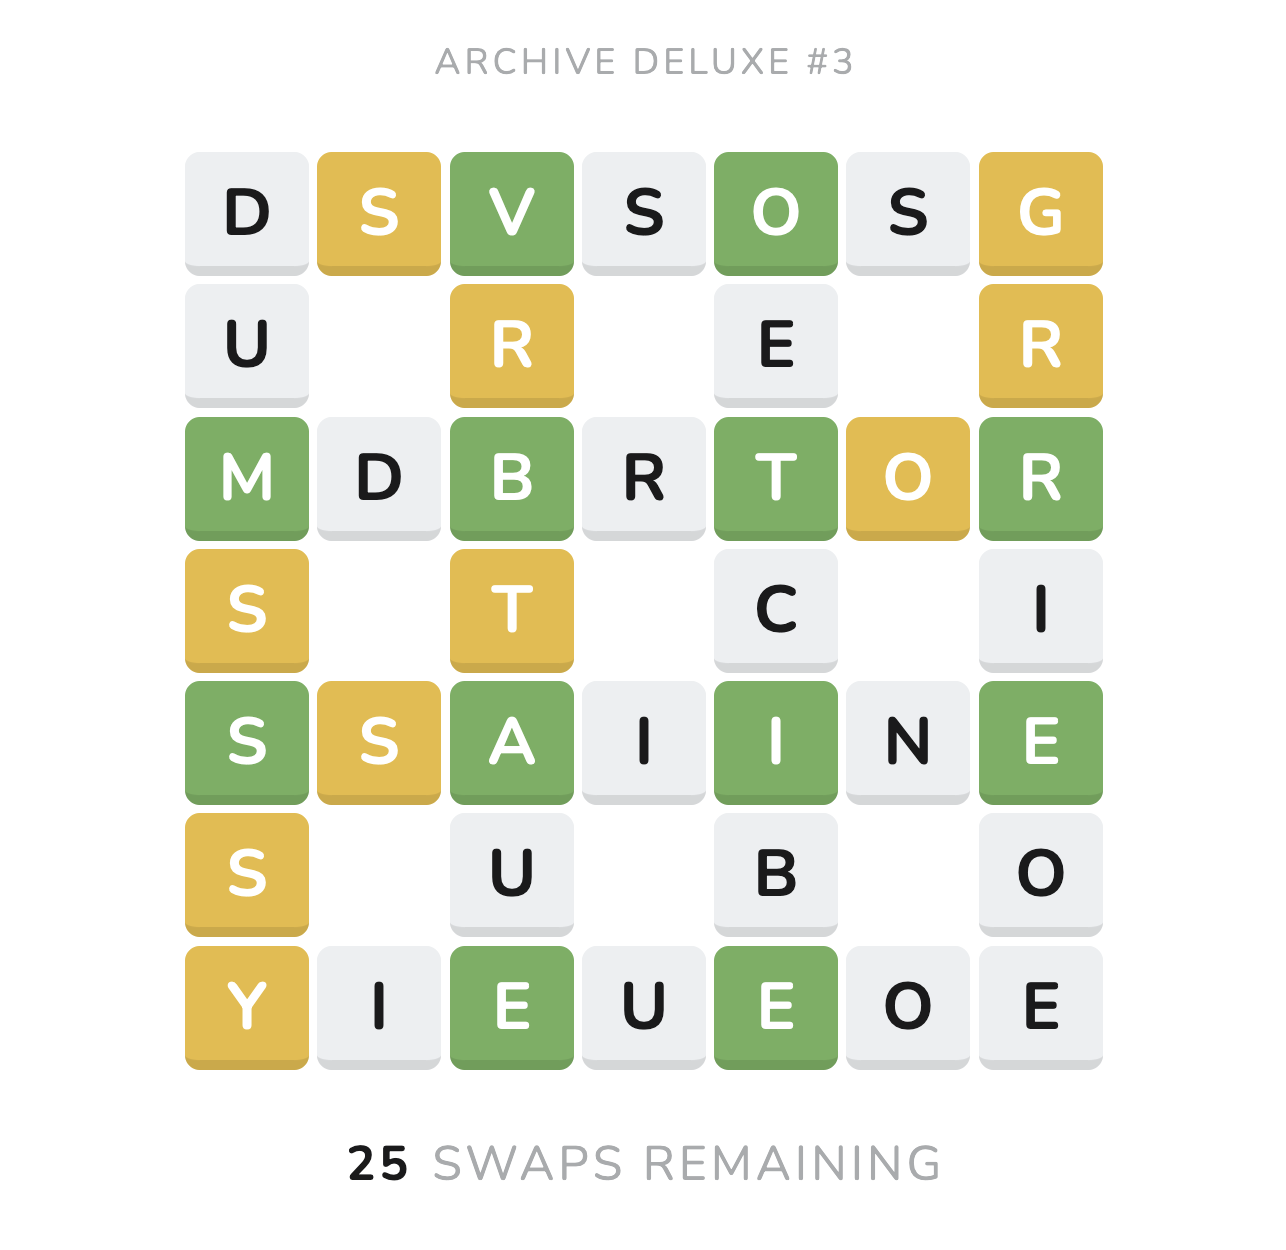 ARCHIVE DELUXE #3
D S V S O S G
U R E R
M D B R T O R
S T C I
S S A I I N E
S U B O
Y I E U E O E
25 SWAPS REMAINING